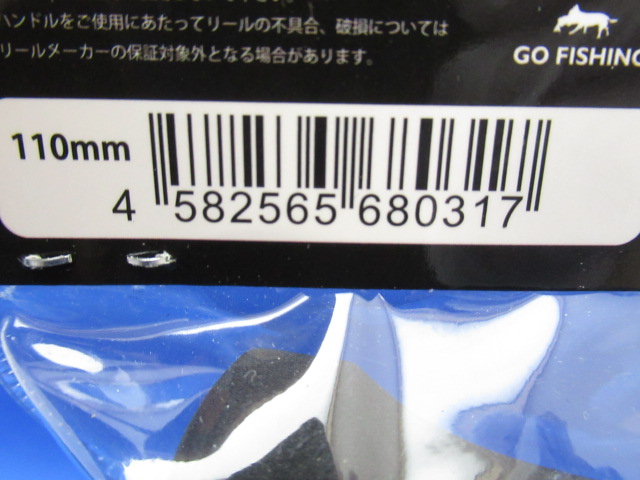 ハンドルをご使用にあたってリールの不具合、破損については
リールメーカーの保証対象外となる場合があります。
GO FISHING
110mm
4 582565 680317